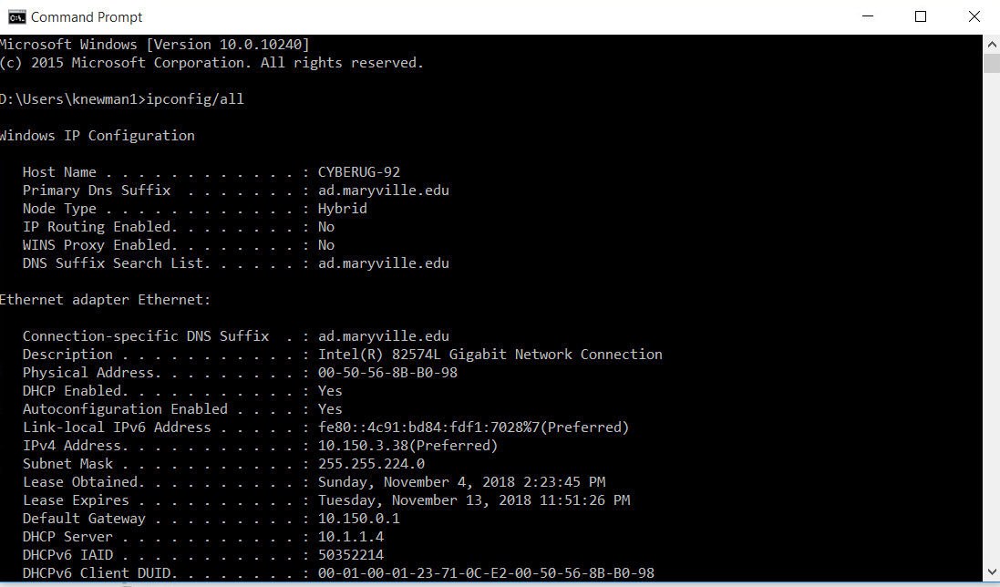 Command Prompt
Microsoft Windows [Version 10.0.10240]
(c) 2015 Microsoft Corporation. All rights reserved.
D:\Users\knewman1>ipconfig/all
Windows IP Configuration
Host Name . . . . . . . . . . . . : CYBERUG-92
Primary Dns Suffix  . . . . . . . : ad.maryville.edu
Node Type . . . . . . . . . . . . : Hybrid
IP Routing Enabled. . . . . . . . : No
WINS Proxy Enabled. . . . . . . . : No
DNS Suffix Search List. . . . . . : ad.maryville.edu
Ethernet adapter Ethernet:
Connection-specific DNS Suffix  . : ad.maryville.edu
Description . . . . . . . . . . . : Intel(R) 82574L Gigabit Network Connection
Physical Address. . . . . . . . . : 00-50-56-8B-B0-98
DHCP Enabled. . . . . . . . . . . : Yes
Autoconfiguration Enabled . . . . : Yes
Link-local IPv6 Address . . . . . : fe80::4c91:bd84:fdf1:7028%7(Preferred)
IPv4 Address. . . . . . . . . . . : 10.150.3.38(Preferred)
Subnet Mask . . . . . . . . . . . : 255.255.224.0
Lease Obtained. . . . . . . . . . : Sunday, November 4, 2018 2:23:45 PM
Lease Expires . . . . . . . . . . : Tuesday, November 13, 2018 11:51:26 PM
Default Gateway . . . . . . . . . : 10.150.0.1
DHCP Server . . . . . . . . . . . : 10.1.1.4
DHCPv6 IAID . . . . . . . . . . . : 50352214
DHCPv6 Client DUID. . . . . . . . : 00-01-00-01-23-71-0C-E2-00-50-56-8B-B0-98